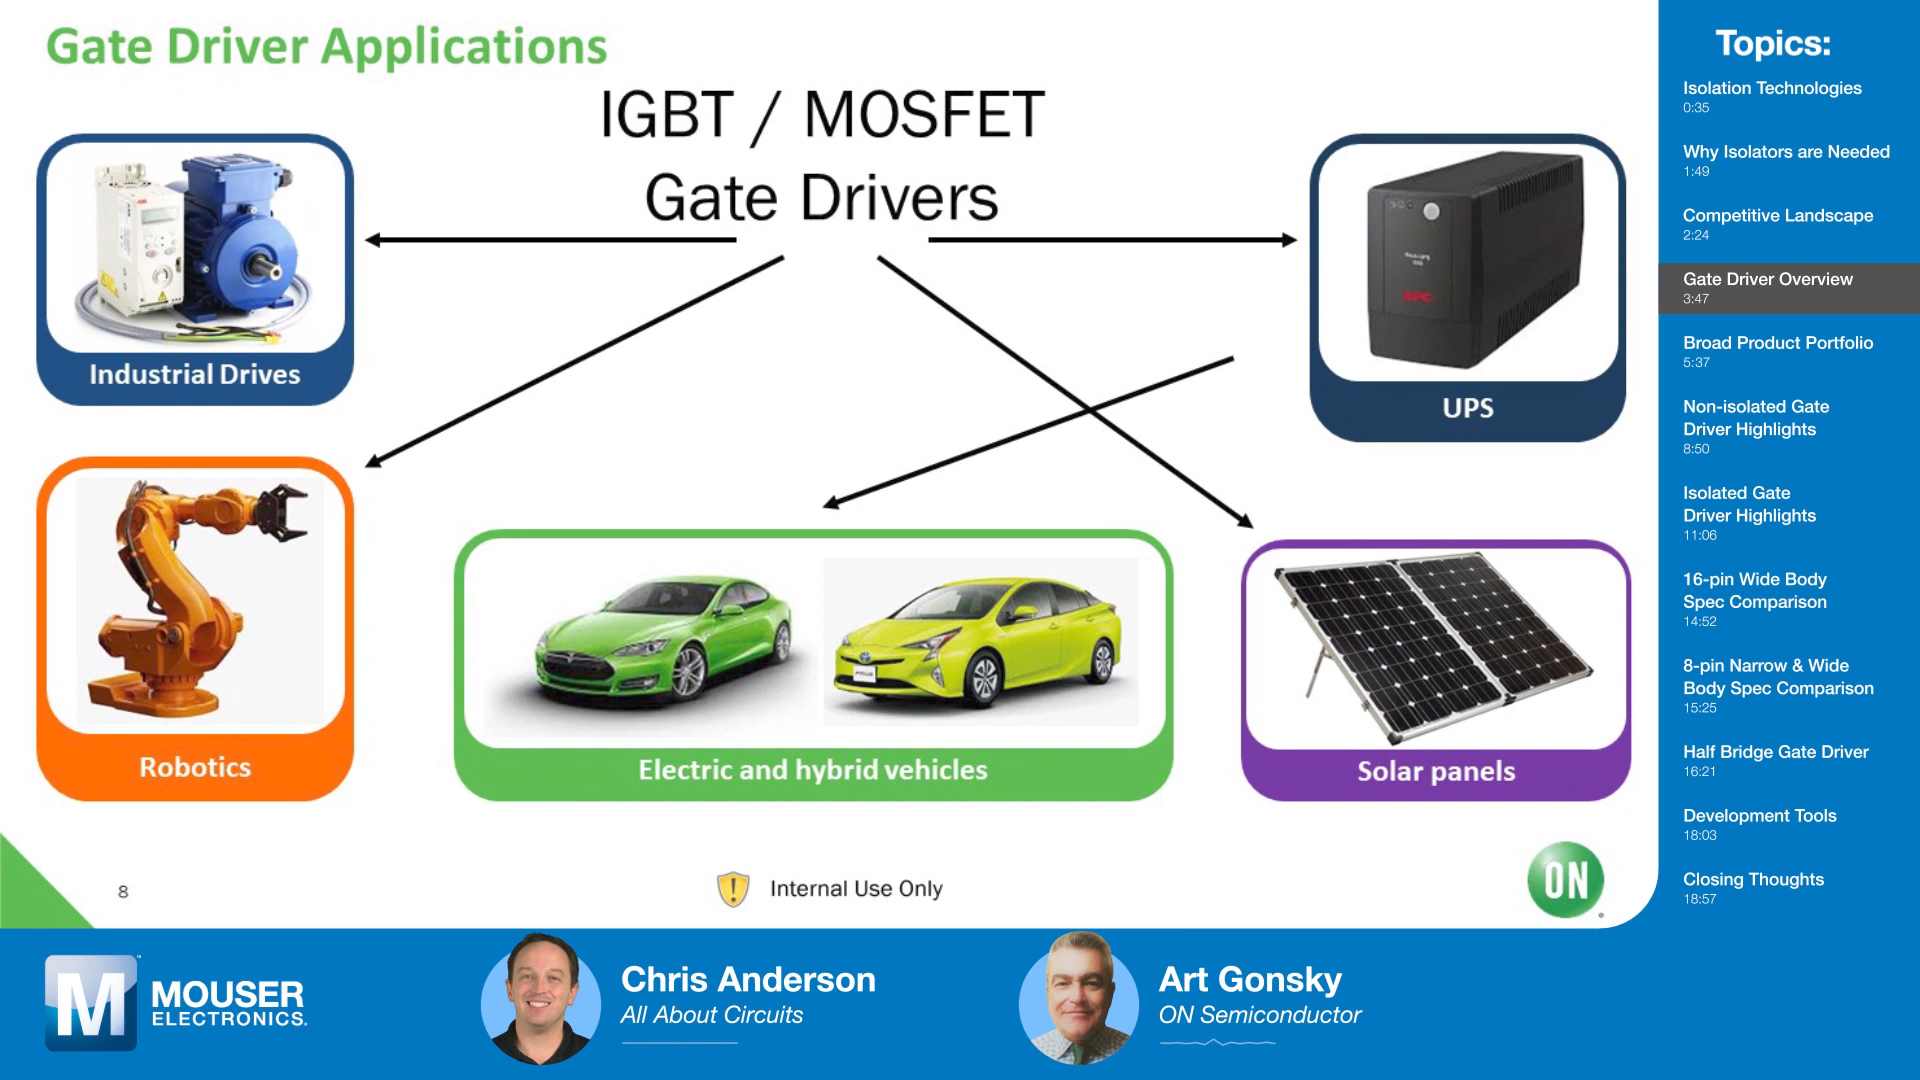 Gate Driver Applications
IGBT / MOSFET
Gate Drivers
Industrial Drives
APC
UPS
Robotics
Electric and hybrid vehicles
Solar panels
8
Internal Use Only
ON
Topics:
Isolation Technologies
0:35
Why Isolators are Needed
1:49
Competitive Landscape
2:24
Gate Driver Overview
3:47
Broad Product Portfolio
5:37
Non-isolated Gate
Driver Highlights
8:50
Isolated Gate
Driver Highlights
11:06
16-pin Wide Body
Spec Comparison
14:52
8-pin Narrow & Wide
Body Spec Comparison
15:25
Half Bridge Gate Driver
16:21
Development Tools
18:03
Closing Thoughts
18:57
M
MOUSER
ELECTRONICS.
Chris Anderson
All About Circuits
Art Gonsky
ON Semiconductor